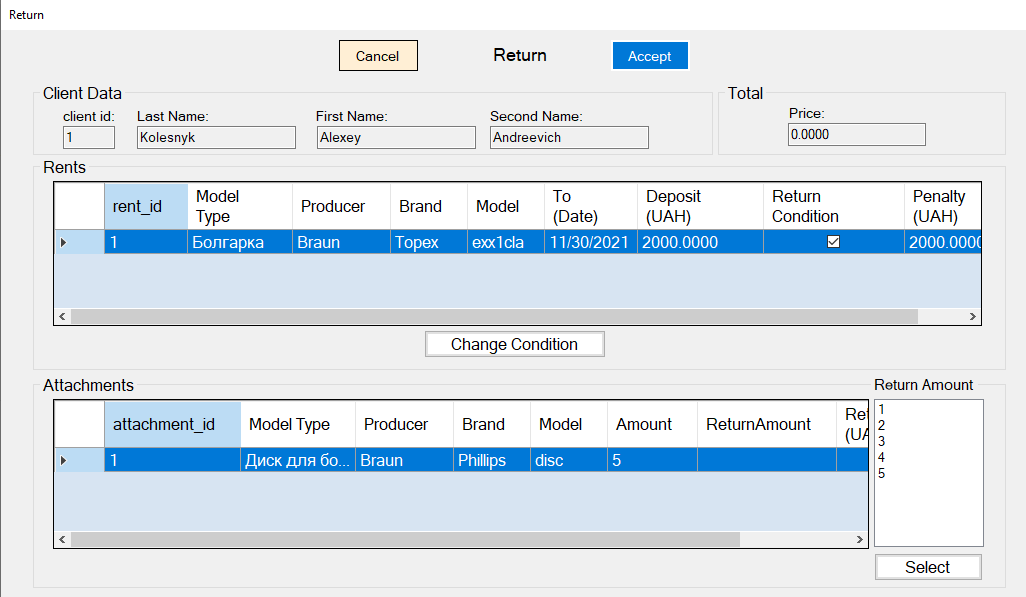 Return
Cancel
Return
Accept
Client Data
client id:
Last Name:
First Name:
Second Name:
1
Kolesnyk
Alexey
Andreevich
Total
Price:
0.0000
Rents
rent_id Model Type Producer Brand Model To (Date) Deposit (UAH) Return Condition Penalty (UAH)
1 Болгарка Braun Topex exx1cla 11/30/2021 2000.0000 2000.0000
Change Condition
Attachments
attachment_id Model Type Producer Brand Model Amount ReturnAmount
1 Диск для бо... Braun Phillips disc 5
Return Amount
1
2
3
4
5
Select